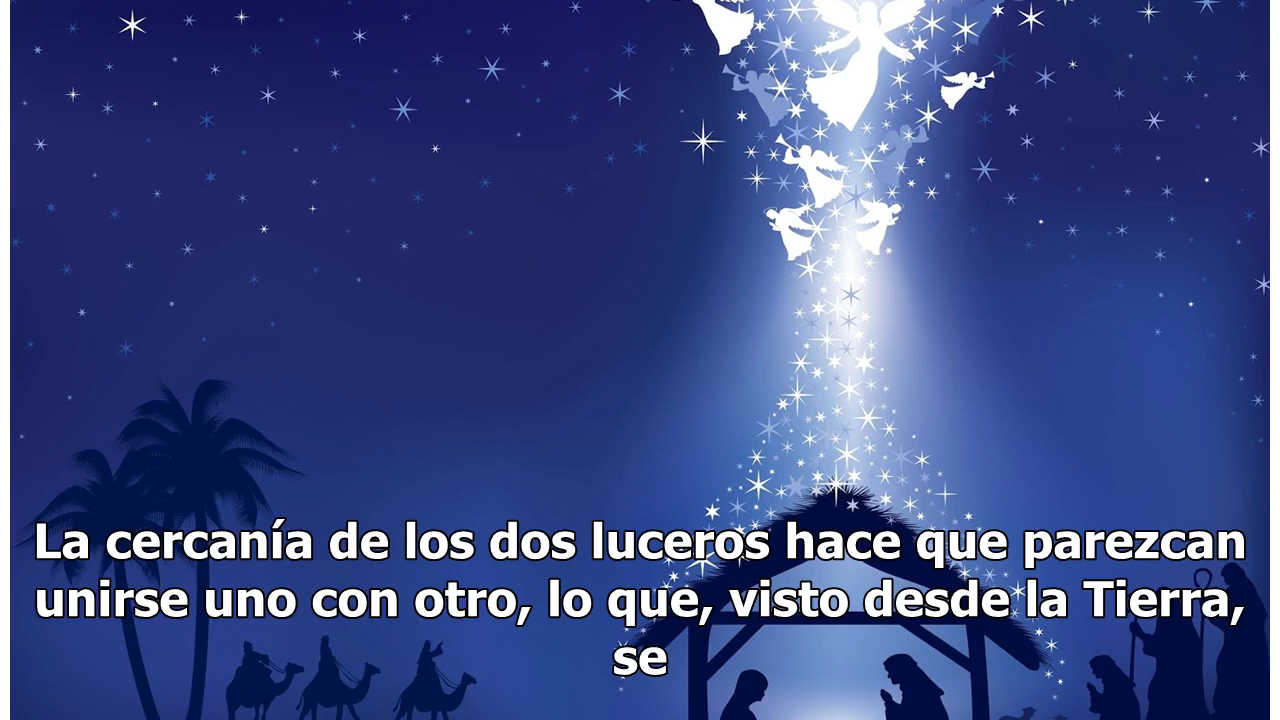 La cercanía de los dos luceros hace que parezcan
unirse uno con otro, lo que, visto desde la Tierra,
se